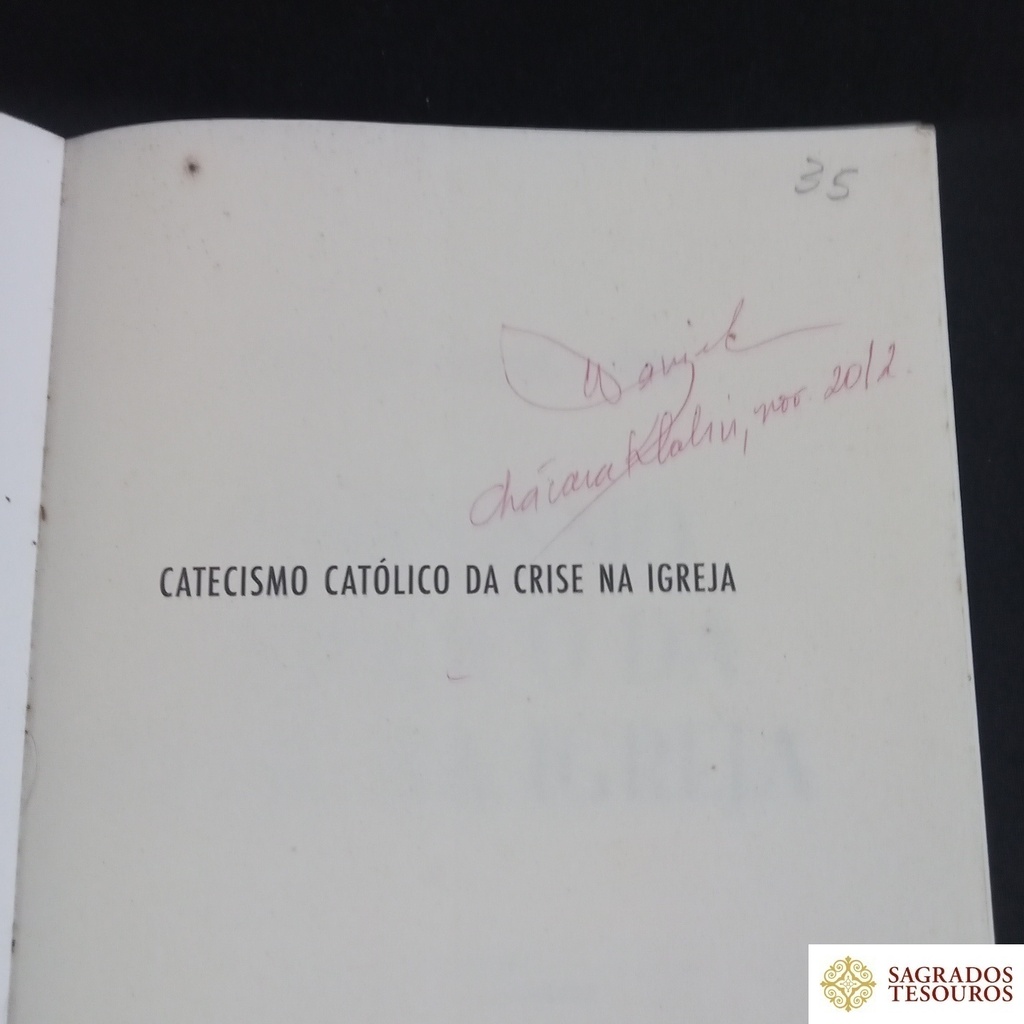 35
Chácara Klabin, nov. 2012.
CATECISMO CATÓLICO DA CRISE NA IGREJA
SAGRADOS
TESOUROS